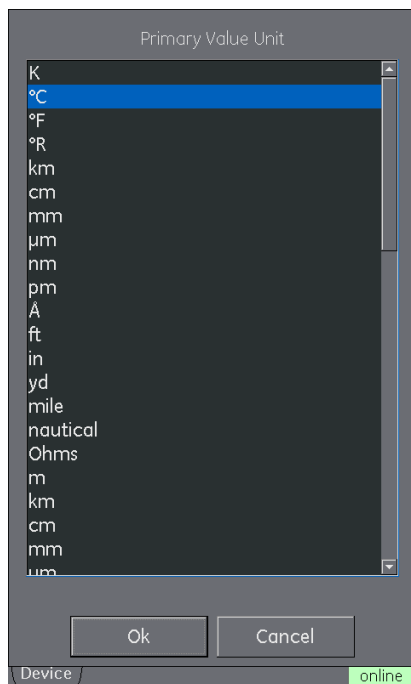 Primary Value Unit
K
°C
°F
°R
km
cm
mm
µm
nm
pm
Å
ft
in
yd
mile
nautical
Ohms
m
km
cm
mm
um
Ok Cancel
Device online